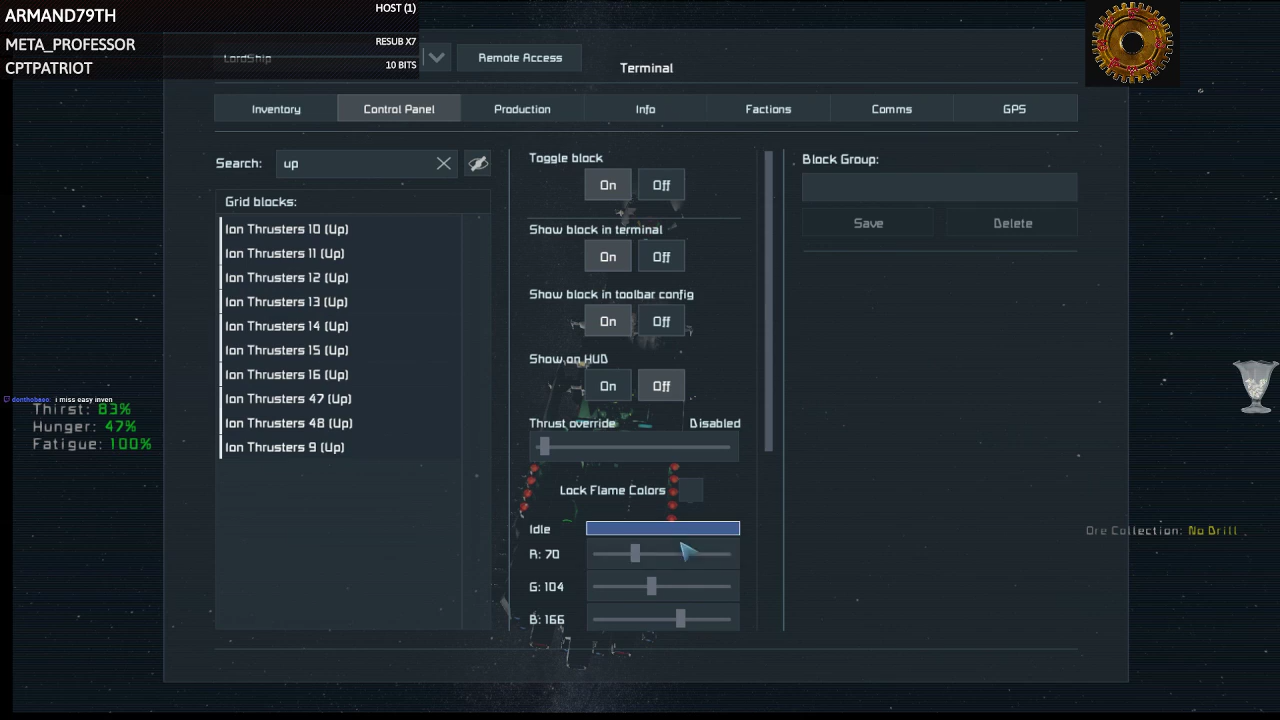 ARMAND79TH HOST (1)
META_PROFESSOR RESUB X7
CPTPATRIOT 10 BITS
LordShip
Remote Access
Terminal
Inventory Control Panel Production Info Factions Comms GPS
Search: up
Grid blocks:
Ion Thrusters 10 (Up)
Ion Thrusters 11 (Up)
Ion Thrusters 12 (Up)
Ion Thrusters 13 (Up)
Ion Thrusters 14 (Up)
Ion Thrusters 15 (Up)
Ion Thrusters 16 (Up)
Ion Thrusters 47 (Up)
Ion Thrusters 48 (Up)
Ion Thrusters 9 (Up)
Toggle block
On Off
Show block in terminal
On Off
Show block in toolbar config
On Off
Show on HUD
On Off
Thrust override Disabled
Lock Flame Colors
Idle
R: 70
G: 104
B: 166
Block Group:
Save Delete
i miss easy inven
Thirst: 83%
Hunger: 47%
Fatigue: 100%
Ore Collection: No Drill